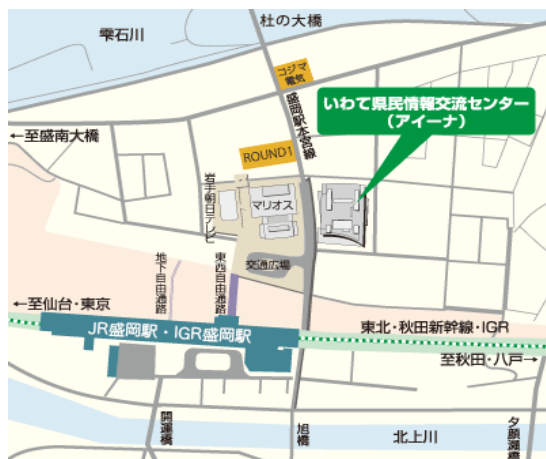 雫石川
杜の大橋
コジマ
電気
盛岡駅本宮線
いわて県民情報交流センター
(アイーナ)
←至盛南大橋
ROUND1
岩手朝日テレビ
マリオス
交通広場
地下自由通路
東西自由通路
←至仙台・東京
JR盛岡駅・IGR盛岡駅
東北・秋田新幹線・IGR
至秋田・八戸→
開運橋
旭橋
北上川
夕顔瀬橋